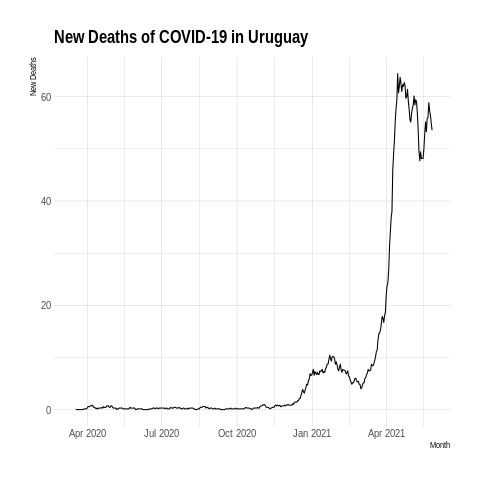 New Deaths of COVID-19 in Uruguay
New Deaths
60
40
20
0
Apr 2020 Jul 2020 Oct 2020 Jan 2021 Apr 2021
Month